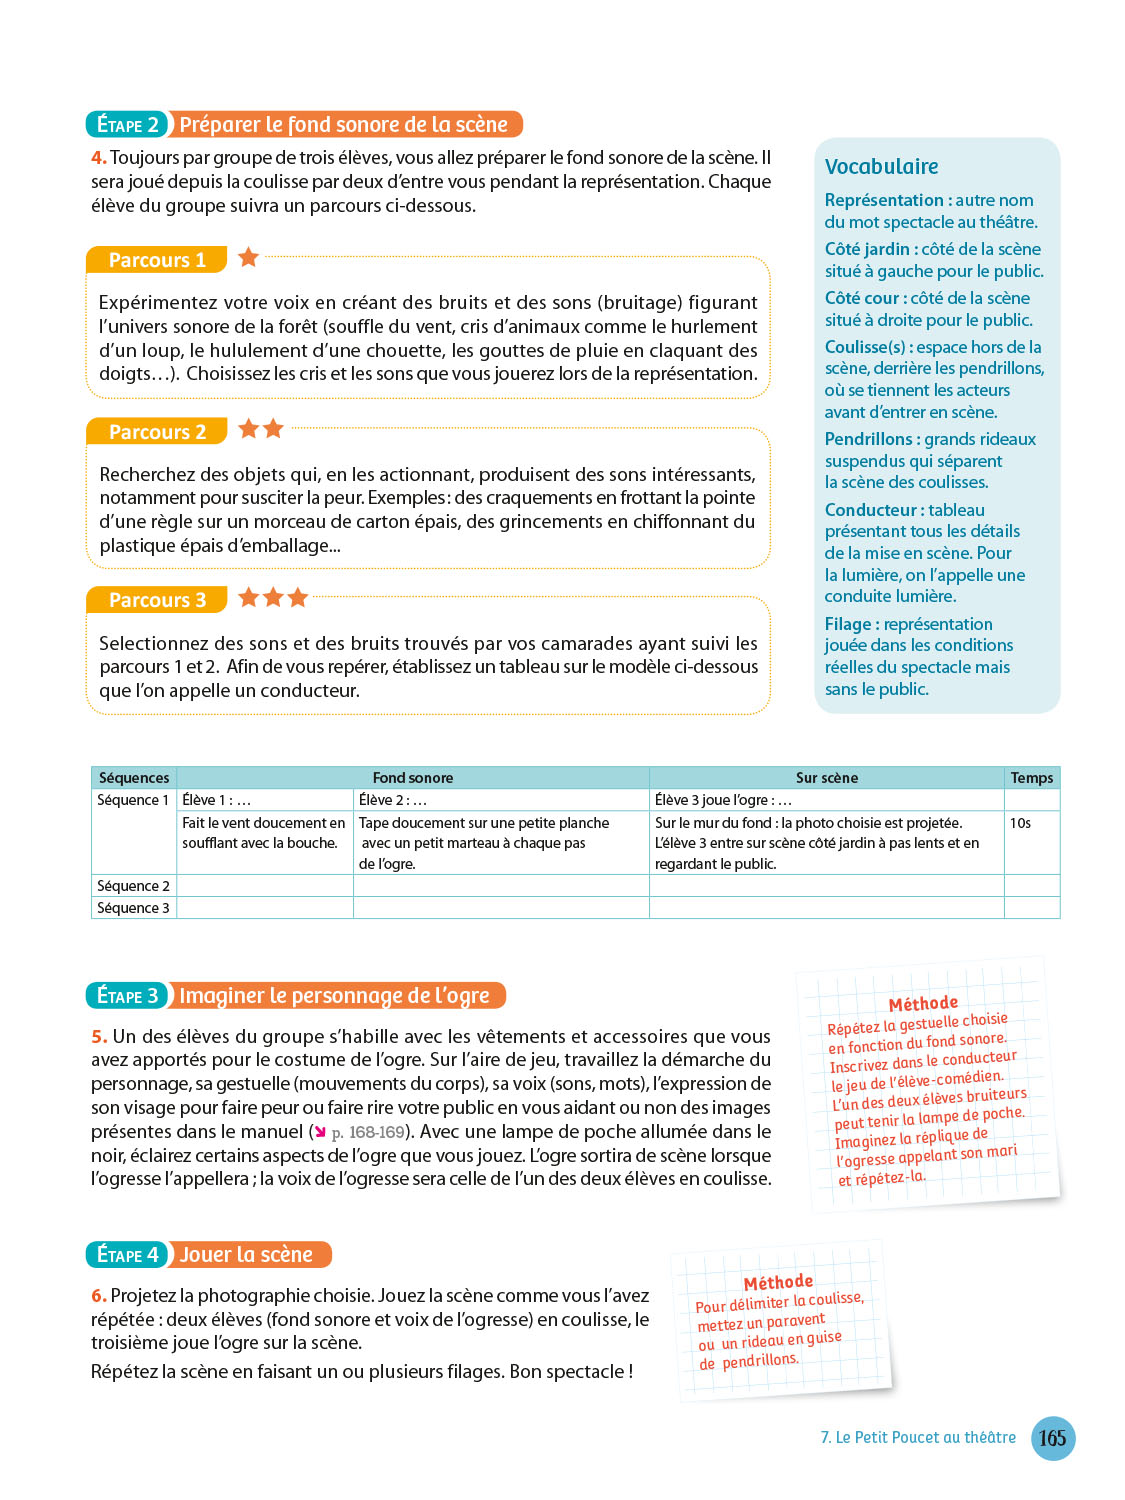 ÉTAPE 2 Préparer le fond sonore de la scène
4. Toujours par groupe de trois élèves, vous allez préparer le fond sonore de la scène. Il
sera joué depuis la coulisse par deux d’entre vous pendant la représentation. Chaque
élève du groupe suivra un parcours ci-dessous.
Parcours 1
Expérimentez votre voix en créant des bruits et des sons (bruitage) figurant
l’univers sonore de la forêt (souffle du vent, cris d’animaux comme le hurlement
d’un loup, le hululement d’une chouette, les gouttes de pluie en claquant des
doigts…). Choisissez les cris et les sons que vous jouerez lors de la représentation.
Parcours 2
Recherchez des objets qui, en les actionnant, produisent des sons intéressants,
notamment pour susciter la peur. Exemples : des craquements en frottant la pointe
d’une règle sur un morceau de carton épais, des grincements en chiffonnant du
plastique épais d’emballage...
Parcours 3
Selectionnez des sons et des bruits trouvés par vos camarades ayant suivi les
parcours 1 et 2. Afin de vous repérer, établissez un tableau sur le modèle ci-dessous
que l’on appelle un conducteur.
Vocabulaire
Représentation : autre nom
du mot spectacle au théâtre.
Côté jardin : côté de la scène
situé à gauche pour le public.
Côté cour : côté de la scène
situé à droite pour le public.
Coulisse(s) : espace hors de la
scène, derrière les pendrillons,
où se tiennent les acteurs
avant d’entrer en scène.
Pendrillons : grands rideaux
suspendus qui séparent
la scène des coulisses.
Conducteur : tableau
présentant tous les détails
de la mise en scène. Pour
la lumière, on l’appelle une
conduite lumière.
Filage : représentation
jouée dans les conditions
réelles du spectacle mais
sans le public.
Séquences Fond sonore Sur scène Temps
Séquence 1 Élève 1 : … Élève 2 : … Élève 3 joue l’ogre : …
Fait le vent doucement en Tape doucement sur une petite planche Sur le mur du fond : la photo choisie est projetée. 10s
soufflant avec la bouche. avec un petit marteau à chaque pas L’élève 3 entre sur scène côté jardin à pas lents et en
de l’ogre. regardant le public.
Séquence 2
Séquence 3
ÉTAPE 3 Imaginer le personnage de l’ogre
5. Un des élèves du groupe s’habille avec les vêtements et accessoires que vous
avez apportés pour le costume de l’ogre. Sur l’aire de jeu, travaillez la démarche du
personnage, sa gestuelle (mouvements du corps), sa voix (sons, mots), l’expression de
son visage pour faire peur ou faire rire votre public en vous aidant ou non des images
présentes dans le manuel (p. 168-169). Avec une lampe de poche allumée dans le
noir, éclairez certains aspects de l’ogre que vous jouez. L’ogre sortira de scène lorsque
l’ogresse l’appellera ; la voix de l’ogresse sera celle de l’un des deux élèves en coulisse.
Méthode
Répétez la gestuelle choisie
en fonction du fond sonore.
Inscrivez dans le conducteur
le jeu de l’élève-comédien.
L’un des deux élèves bruiteurs
peut tenir la lampe de poche.
Imaginez la réplique de
l’ogresse appelant son mari
et répétez-la.
ÉTAPE 4 Jouer la scène
6. Projetez la photographie choisie. Jouez la scène comme vous l’avez
répétée : deux élèves (fond sonore et voix de l’ogresse) en coulisse, le
troisième joue l’ogre sur la scène.
Répétez la scène en faisant un ou plusieurs filages. Bon spectacle !
Méthode
Pour délimiter la coulisse,
mettez un paravent
ou un rideau en guise
de pendrillons.
7. Le Petit Poucet au théâtre 165